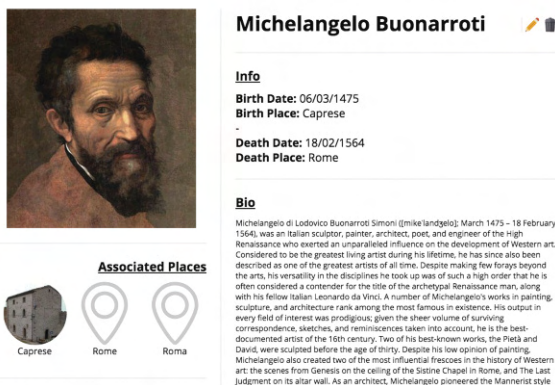 Michelangelo Buonarroti
Info
Birth Date: 06/03/1475
Birth Place: Caprese
-
Death Date: 18/02/1564
Death Place: Rome
Bio
Michelangelo di Lodovico Buonarroti Simoni ([mikeˈlandʒelo]; March 1475 – 18 February
1564), was an Italian sculptor, painter, architect, poet, and engineer of the High
Renaissance who exerted an unparalleled influence on the development of Western art.
Considered to be the greatest living artist during his lifetime, he has since also been
described as one of the greatest artists of all time. Despite making few forays beyond
the arts, his versatility in the disciplines he took up was of such a high order that he is
often considered a contender for the title of the archetypal Renaissance man, along
with his fellow Italian Leonardo da Vinci. A number of Michelangelo's works in painting,
sculpture, and architecture rank among the most famous in existence. His output in
every field of interest was prodigious; given the sheer volume of surviving
correspondence, sketches, and reminiscences taken into account, he is the best-
documented artist of the 16th century. Two of his best-known works, the Pietà and
David, were sculpted before the age of thirty. Despite his low opinion of painting,
Michelangelo also created two of the most influential frescoes in the history of Western
art: the scenes from Genesis on the ceiling of the Sistine Chapel in Rome, and The Last
Judgment on its altar wall. As an architect, Michelangelo pioneered the Mannerist style
Associated Places
Caprese
Rome
Roma